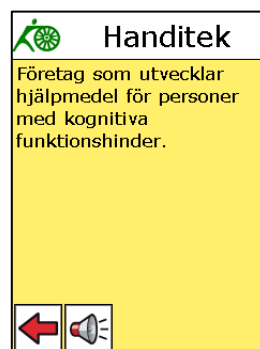 Handitek
Företag som utvecklar
hjälpmedel för personer
med kognitiva
funktionshinder.